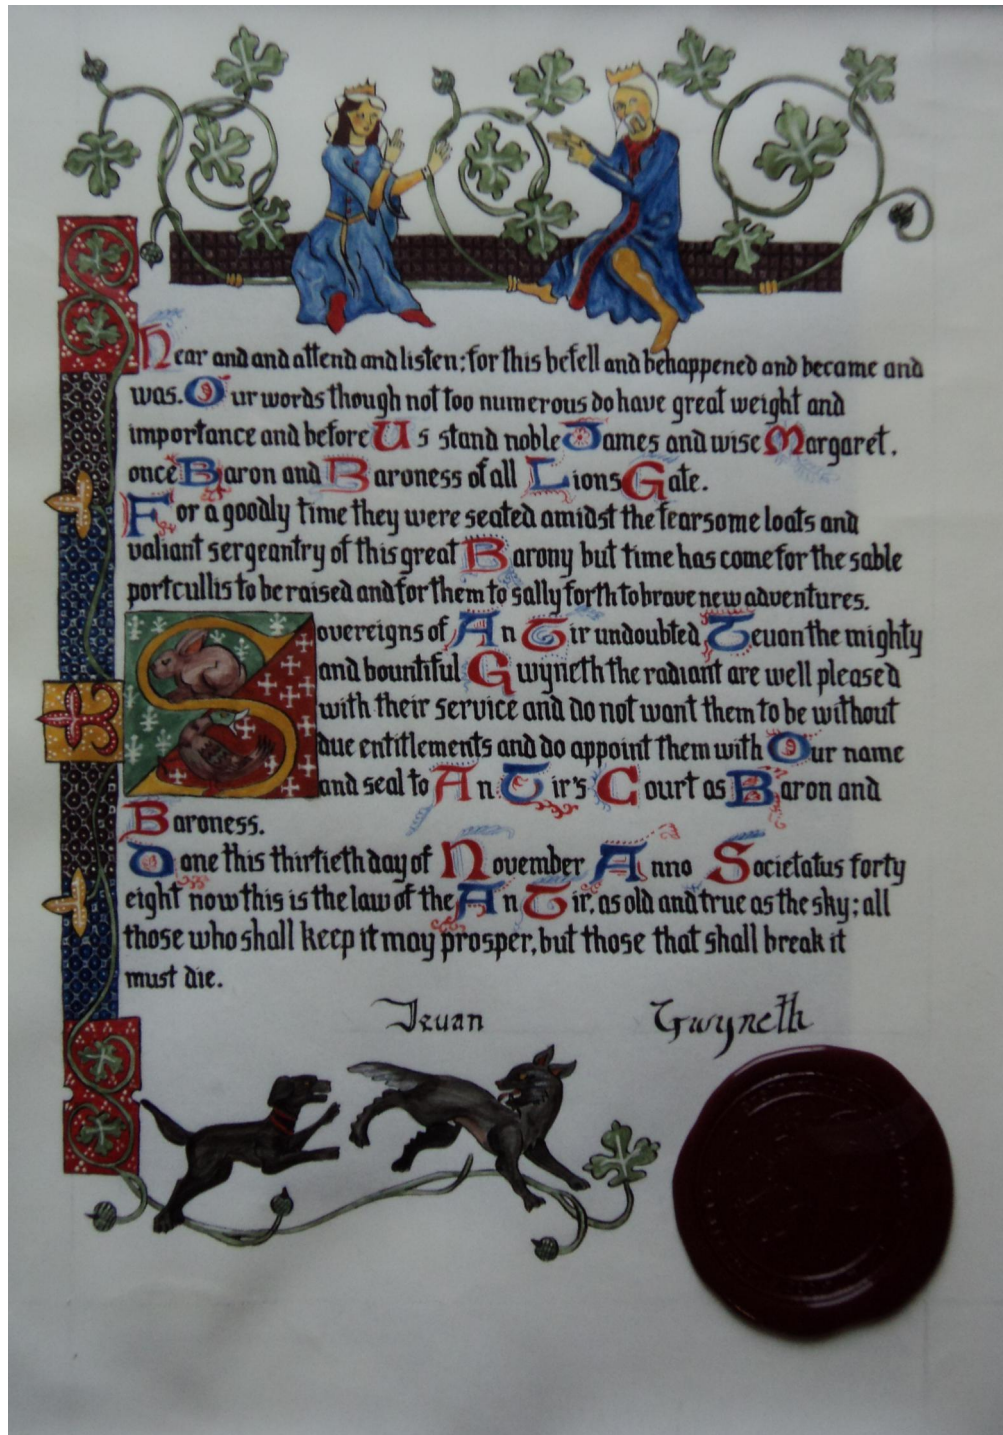 Hear and and attend and listen: for this befell and behappened and became and
was. Our words though not too numerous do have great weight and
importance and before Us stand noble James and wise Margaret,
once Baron and Baroness of all Lions Gate.
For a goodly time they were seated amidst the fearsome loats and
valiant sergeantry of this great Barony but time has come for the sable
portcullis to be raised and for them to sally forth to brave new adventures.
Sovereigns of An Tir undoubted Ieuan the mighty
and bountiful Gwyneth the radiant are well pleased
with their service and do not want them to be without
due entitlements and do appoint them with Our name
and seal to An Tir's Court as Baron and
Baroness.
Done this thirtieth day of November Anno Societatus forty
eight now this is the law of the An Tir, as old and true as the sky; all
those who shall keep it may prosper, but those that shall break it
must die.
Ieuan Gwyneth